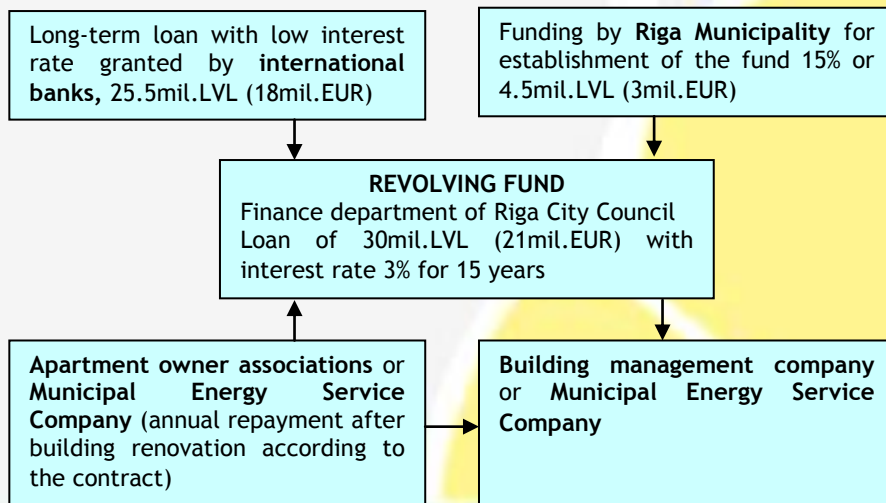 Long-term loan with low interest
rate granted by international
banks, 25.5mil.LVL (18mil.EUR)
Funding by Riga Municipality for
establishment of the fund 15% or
4.5mil.LVL (3mil.EUR)
REVOLVING FUND
Finance department of Riga City Council
Loan of 30mil.LVL (21mil.EUR) with
interest rate 3% for 15 years
Apartment owner associations or
Municipal Energy Service
Company (annual repayment after
building renovation according to
the contract)
Building management company
or Municipal Energy Service
Company